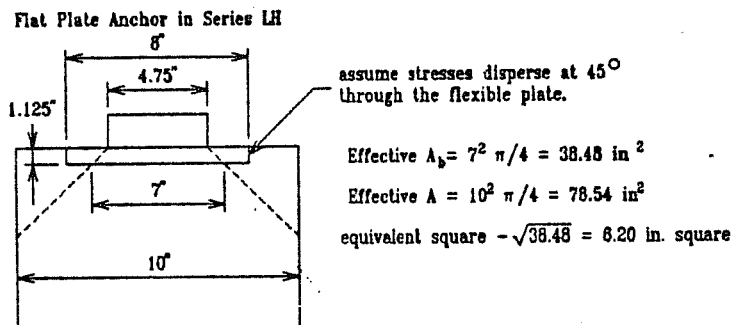 Flat Plate Anchor in Series LH
8"
4.75"
1.125"
assume stresses disperse at 45°
through the flexible plate.
Effective A_b = 7² π/4 = 38.48 in ²
7"
Effective A = 10² π/4 = 78.54 in²
equivalent square - √38.48 = 6.20 in. square
10"